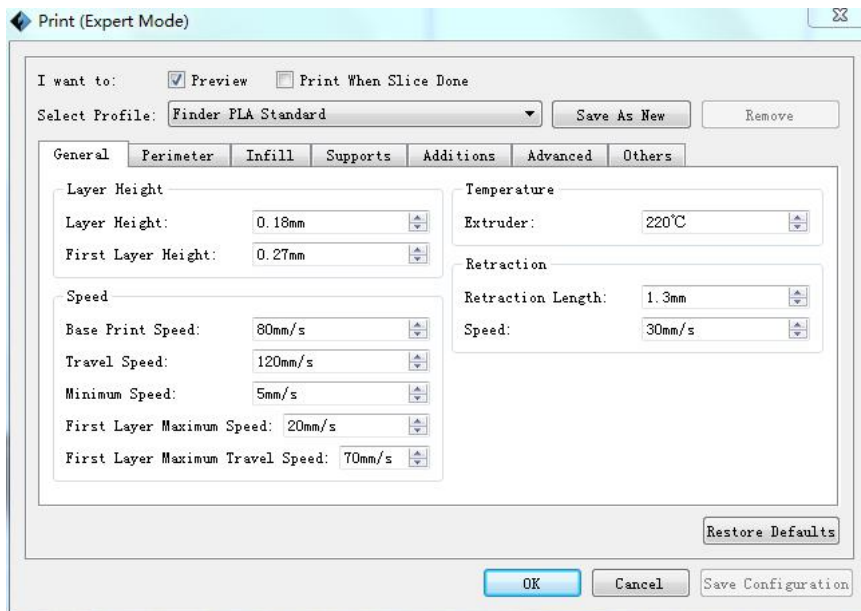 Print (Expert Mode)
I want to: Preview Print When Slice Done
Select Profile: Finder PLA Standard Save As New Remove
General Perimeter Infill Supports Additions Advanced Others
Layer Height
Layer Height: 0.18mm
First Layer Height: 0.27mm
Speed
Base Print Speed: 80mm/s
Travel Speed: 120mm/s
Minimum Speed: 5mm/s
First Layer Maximum Speed: 20mm/s
First Layer Maximum Travel Speed: 70mm/s
Temperature
Extruder: 220℃
Retraction
Retraction Length: 1.3mm
Speed: 30mm/s
Restore Defaults
OK Cancel Save Configuration